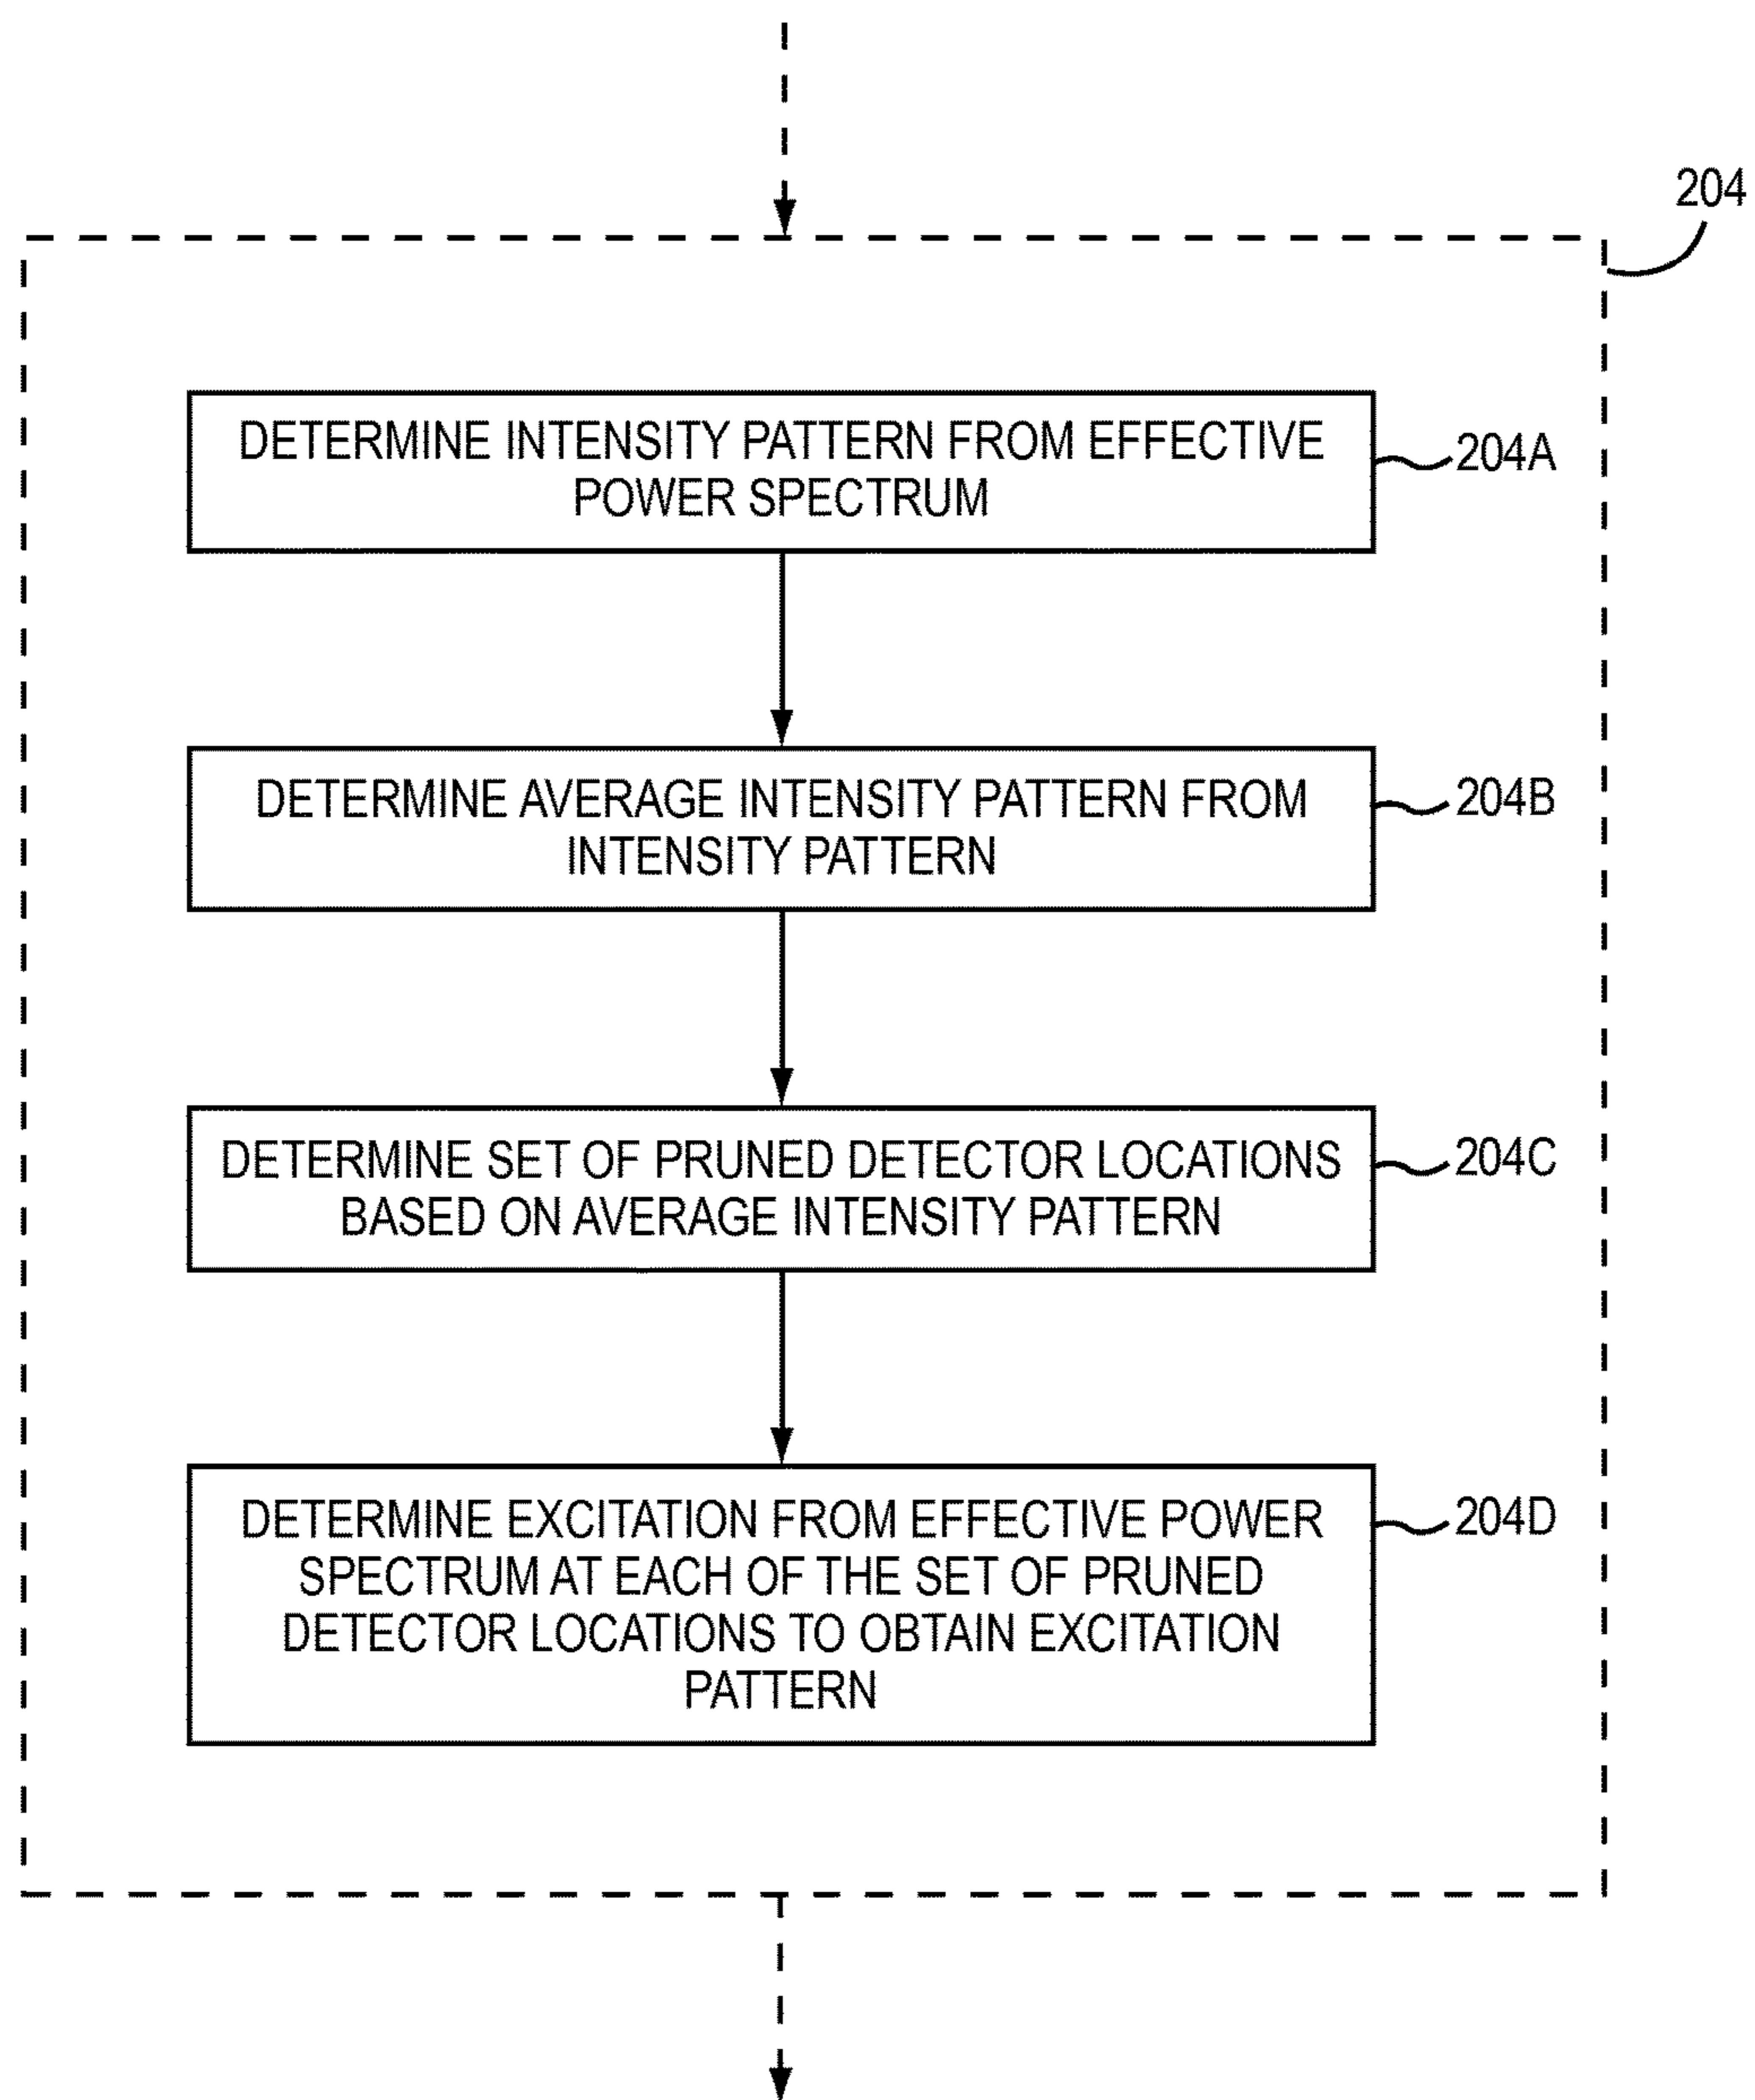 204
DETERMINE INTENSITY PATTERN FROM EFFECTIVE
POWER SPECTRUM
204A
DETERMINE AVERAGE INTENSITY PATTERN FROM
INTENSITY PATTERN
204B
DETERMINE SET OF PRUNED DETECTOR LOCATIONS
BASED ON AVERAGE INTENSITY PATTERN
204C
DETERMINE EXCITATION FROM EFFECTIVE POWER
SPECTRUM AT EACH OF THE SET OF PRUNED
DETECTOR LOCATIONS TO OBTAIN EXCITATION
PATTERN
204D